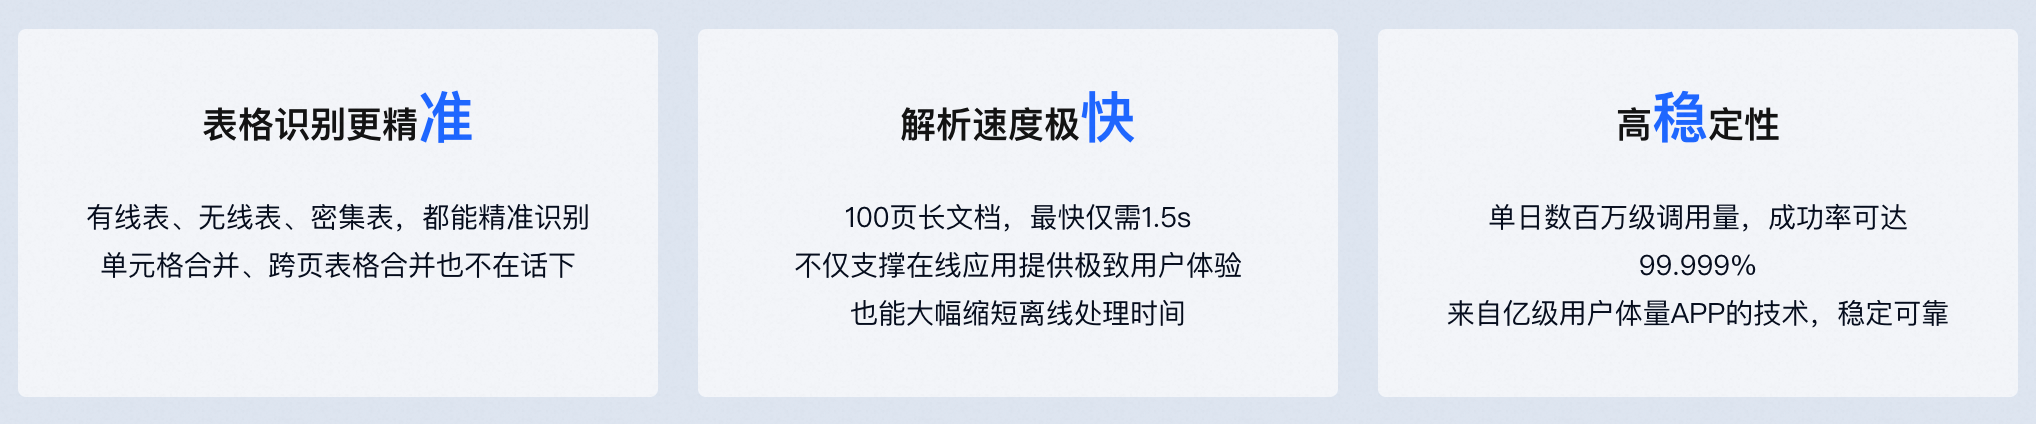 表格识别更精准
有线表、无线表、密集表，都能精准识别
单元格合并、跨页表格合并也不在话下
解析速度极快
100页长文档，最快仅需1.5s
不仅支撑在线应用提供极致用户体验
也能大幅缩短离线处理时间
高稳定性
单日数百万级调用量，成功率可达
99.999%
来自亿级用户体量APP的技术，稳定可靠